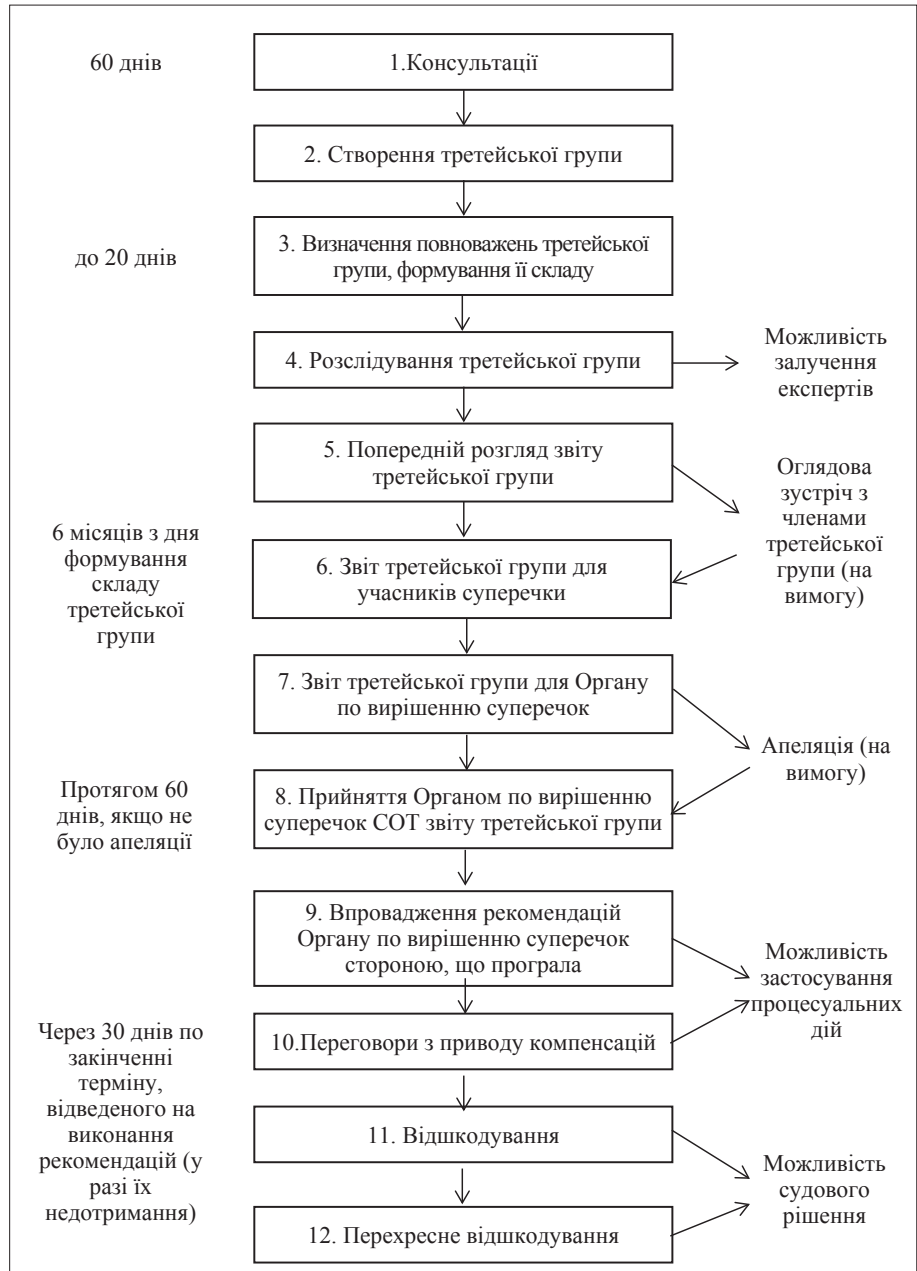 60 днів
1.Консультації
2. Створення третейської групи
до 20 днів
3. Визначення повноважень третейської
групи, формування її складу
4. Розслідування третейської групи
Можливість
залучення
експертів
5. Попередній розгляд звіту
третейської групи
Оглядова
зустріч з
членами
третейської
групи (на
вимогу)
6 місяців з дня
формування
складу
третейської
групи
6. Звіт третейської групи для
учасників суперечки
7. Звіт третейської групи для Органу
по вирішенню суперечок
Апеляція (на
вимогу)
Протягом 60
днів, якщо не
було апеляції
8. Прийняття Органом по вирішенню
суперечок СОТ звіту третейської групи
9. Впровадження рекомендацій
Органу по вирішенню суперечок
стороною, що програла
Можливість
застосування
процесуальних
дій
Через 30 днів по
закінченні
терміну,
відведеного на
виконання
рекомендацій (у
разі їх
недотримання)
10.Переговори з приводу компенсацій
11. Відшкодування
Можливість
судового
рішення
12. Перехресне відшкодування